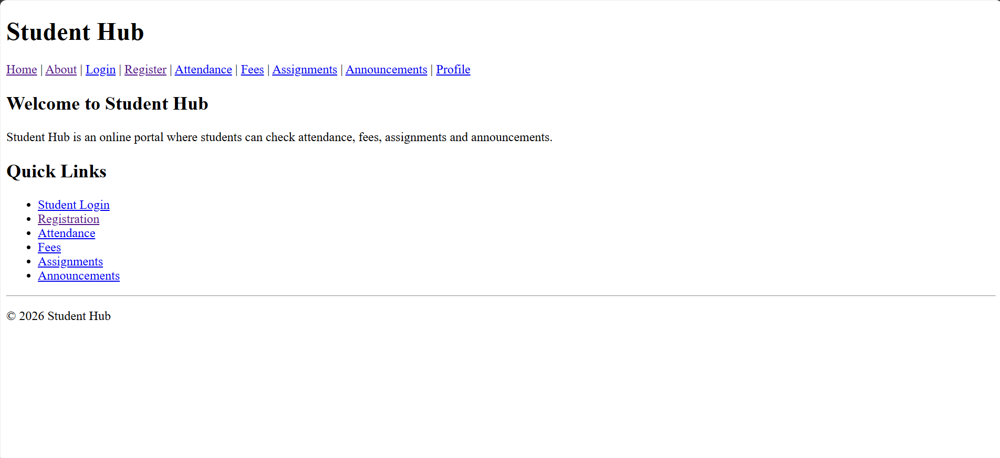 Student Hub
Home | About | Login | Register | Attendance | Fees | Assignments | Announcements | Profile
Welcome to Student Hub
Student Hub is an online portal where students can check attendance, fees, assignments and announcements.
Quick Links
• Student Login
• Registration
• Attendance
• Fees
• Assignments
• Announcements
© 2026 Student Hub